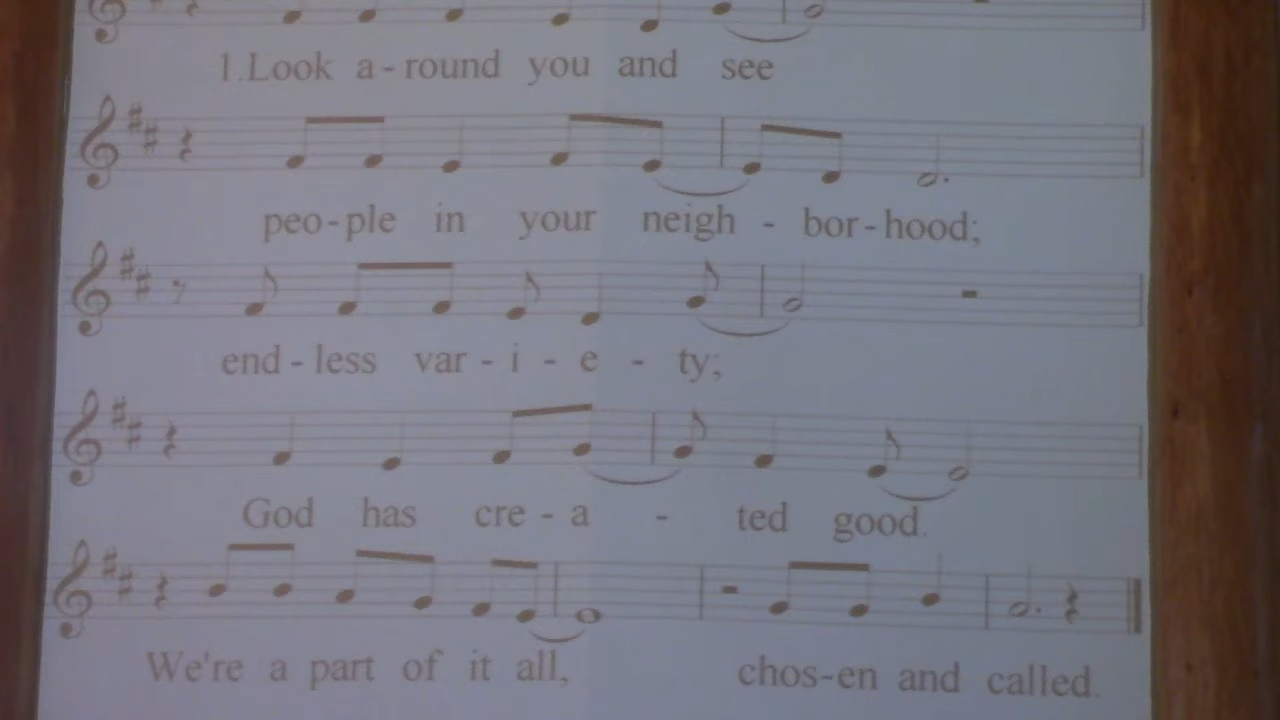 1.Look a-round you and see
peo-ple in your neigh - bor-hood;
end-less var-i-e-ty;
God has cre-a - ted good.
We're a part of it all, chos-en and called.